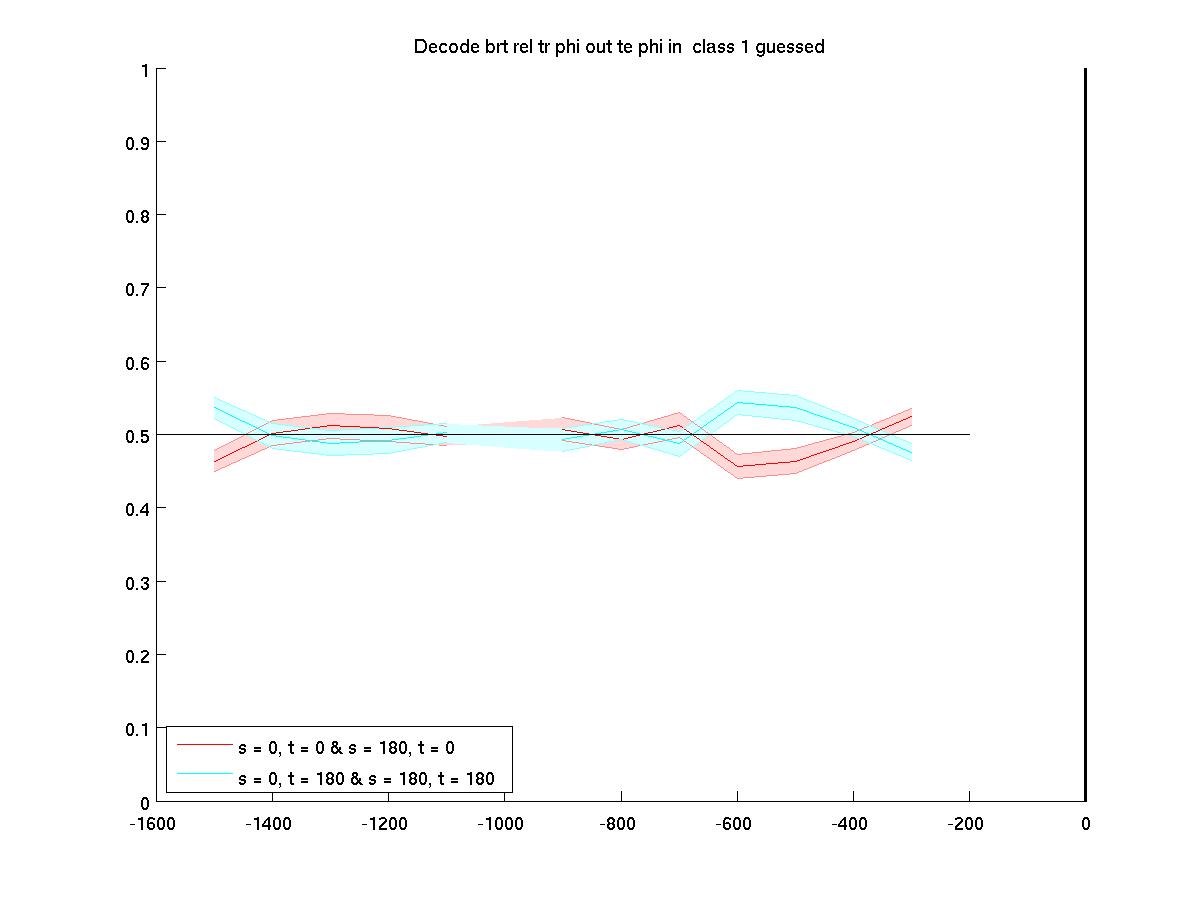 Decode brt rel tr phi out te phi in  class 1 guessed
1
0.9
0.8
0.7
0.6
0.5
0.4
0.3
0.2
0.1
0
s = 0, t = 0 & s = 180, t = 0
s = 0, t = 180 & s = 180, t = 180
-1600 -1400 -1200 -1000 -800 -600 -400 -200 0